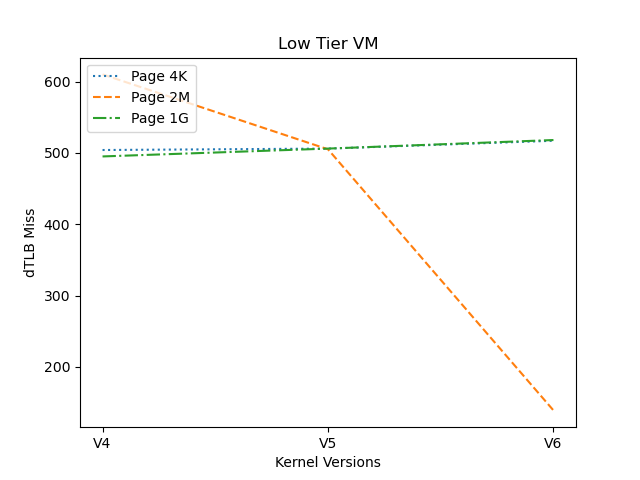 Low Tier VM
Page 4K
Page 2M
Page 1G
600
500
400
300
200
dTLB Miss
V4 V5 V6
Kernel Versions